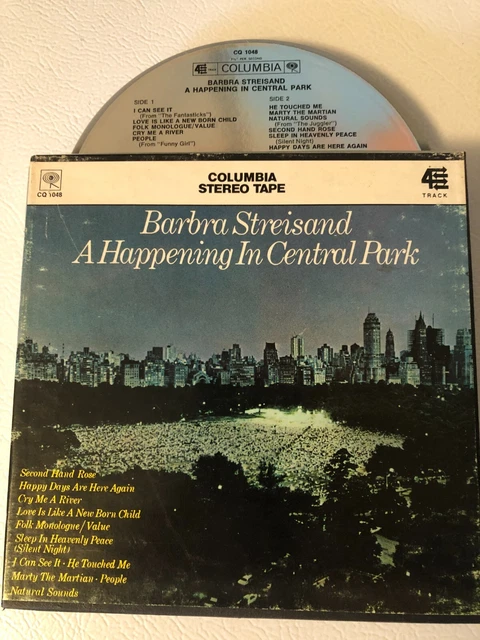 CQ 1048
4 COLUMBIA
BARBRA STREISAND
A HAPPENING IN CENTRAL PARK
SIDE 1
I CAN SEE IT
(From "The Fantasticks")
LOVE IS LIKE A NEW BORN CHILD
FOLK MONOLOGUE/VALUE
CRY ME A RIVER
PEOPLE
(From "Funny Girl")
SIDE 2
HE TOUCHED ME
MARTY THE MARTIAN
NATURAL SOUNDS
(From "The Juggler")
SECOND HAND ROSE
SLEEP IN HEAVENLY PEACE
(Silent Night)
HAPPY DAYS ARE HERE AGAIN
CQ 1048
COLUMBIA
STEREO TAPE
4
TRACK
Barbra Streisand
A Happening In Central Park
Second Hand Rose
Happy Days Are Here Again
Cry Me A River
Love Is Like A New Born Child
Folk Monologue/Value
Sleep In Heavenly Peace
(Silent Night)
I Can See It · He Touched Me
Marty The Martian · People
Natural Sounds